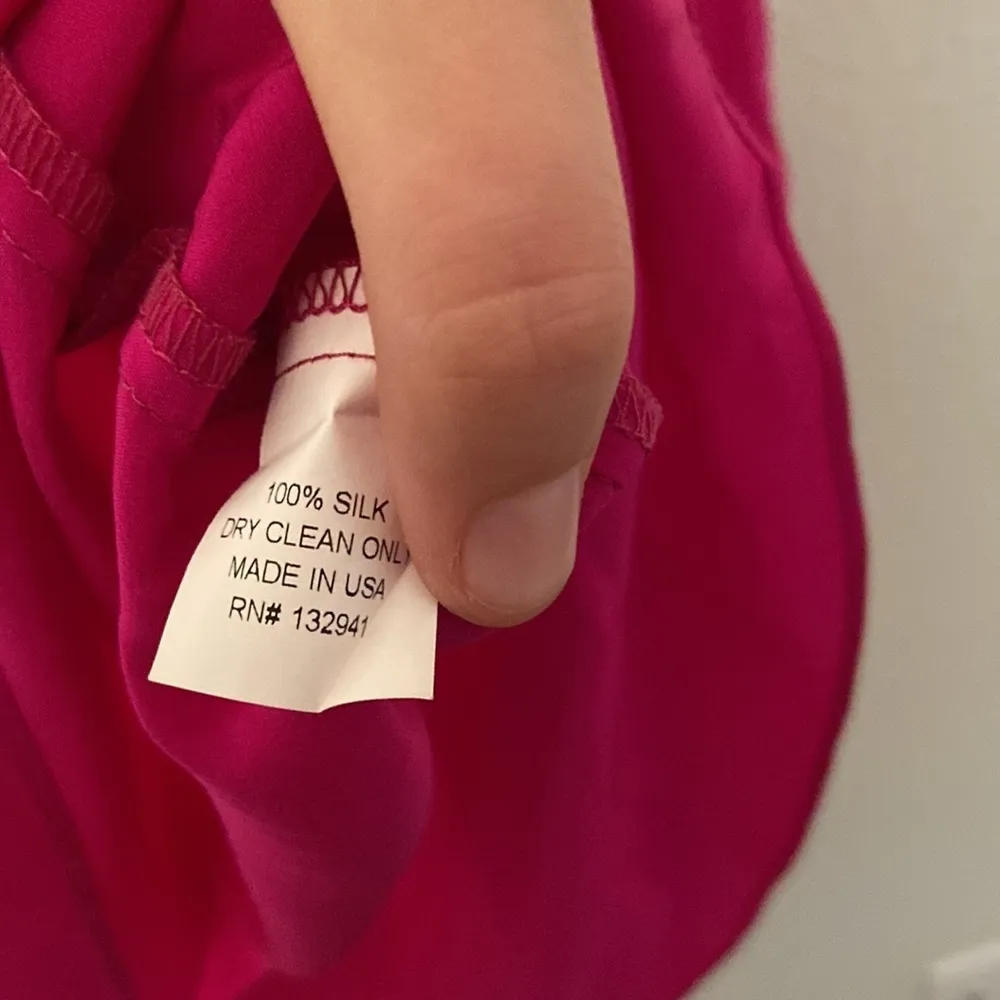 100% SILK
DRY CLEAN ONLY
MADE IN USA
RN# 132941